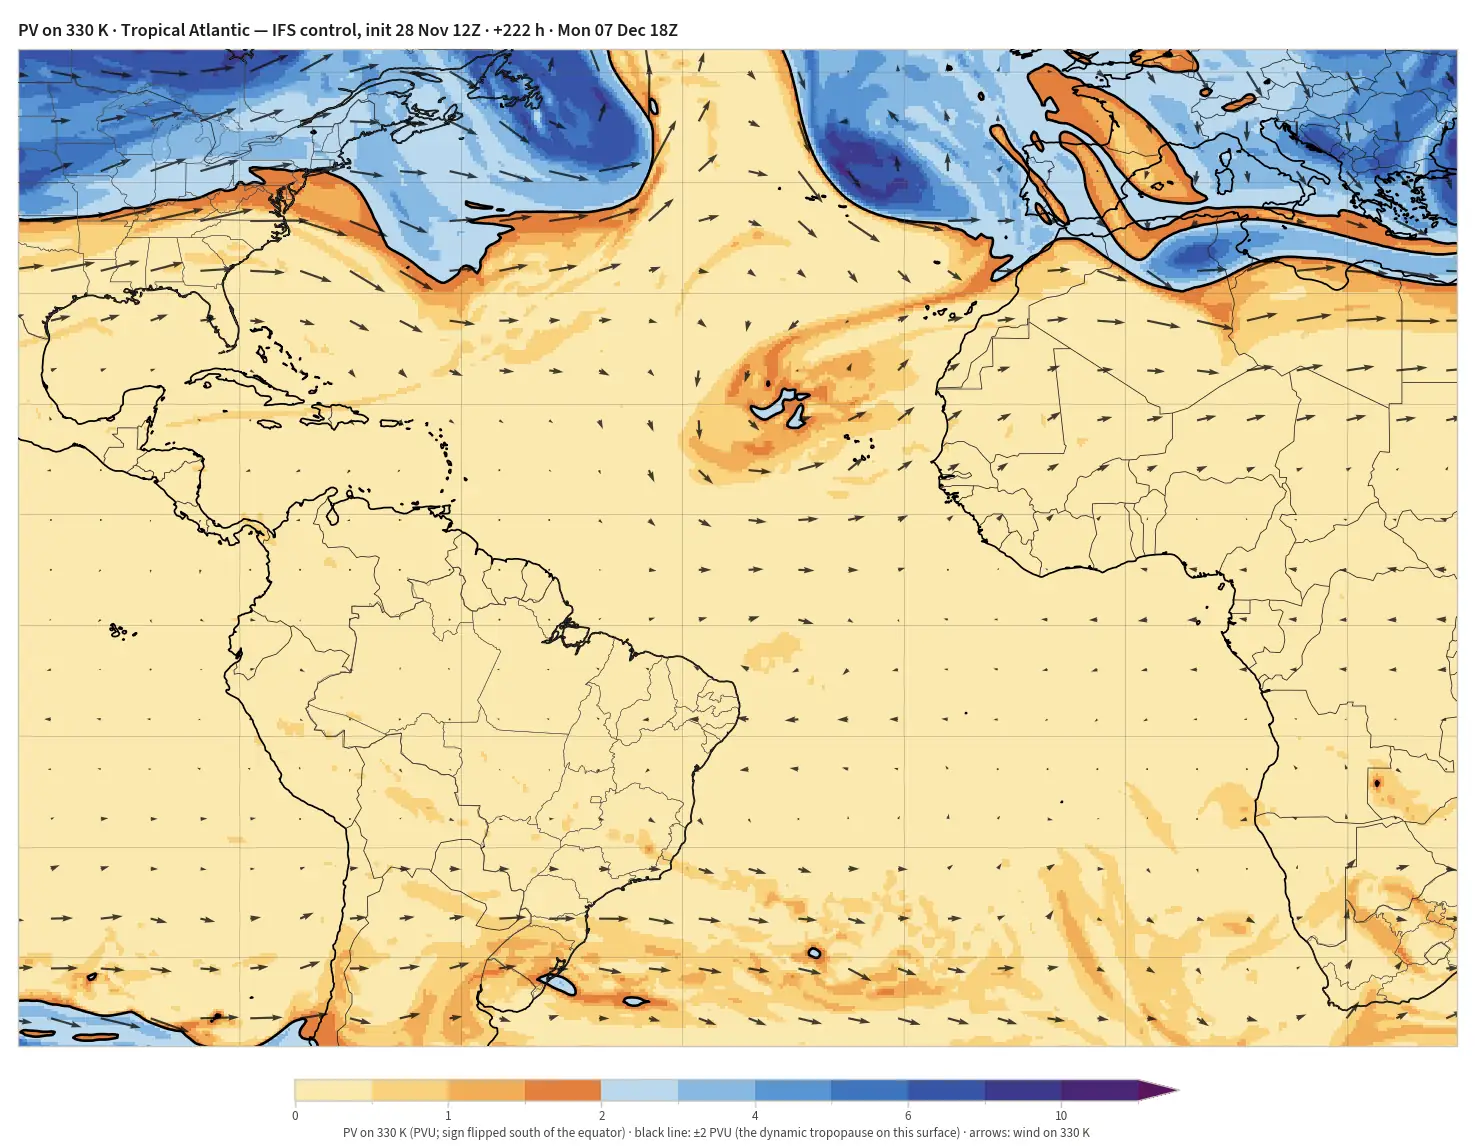 PV on 330 K · Tropical Atlantic — IFS control, init 28 Nov 12Z · +222 h · Mon 07 Dec 18Z
0 1 2 4 6 10
PV on 330 K (PVU; sign flipped south of the equator) · black line: ±2 PVU (the dynamic tropopause on this surface) · arrows: wind on 330 K